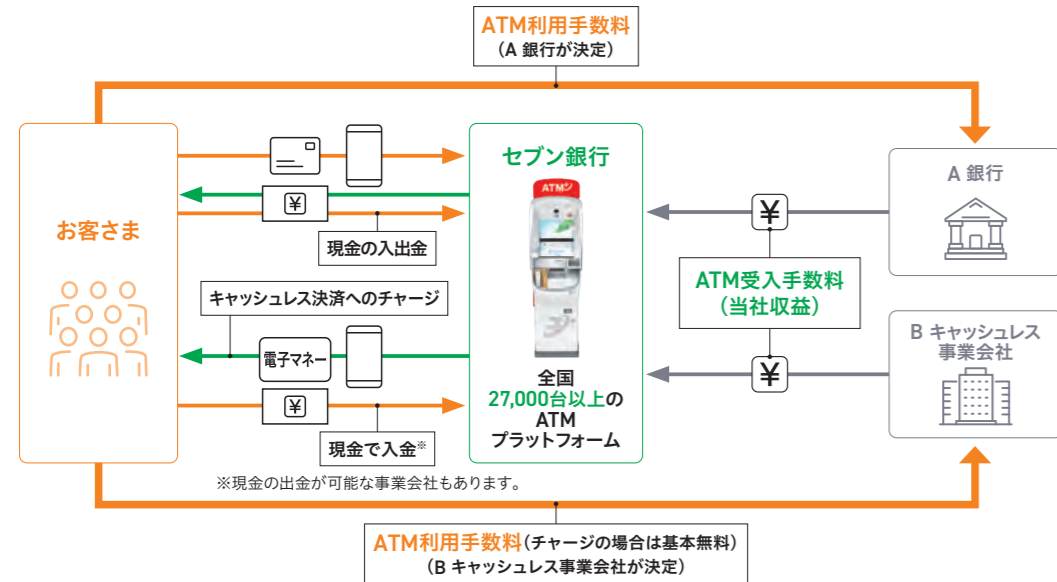 ATM利用手数料
（A 銀行が決定）
お客さま
¥
現金の入出金
キャッシュレス決済へのチャージ
電子マネー
¥
現金で入金※
※現金の出金が可能な事業会社もあります。
セブン銀行
ATM
全国
27,000台以上の
ATM
プラットフォーム
¥
ATM受入手数料
（当社収益）
¥
A 銀行
B キャッシュレス
事業会社
ATM利用手数料（チャージの場合は基本無料）
（B キャッシュレス事業会社が決定）